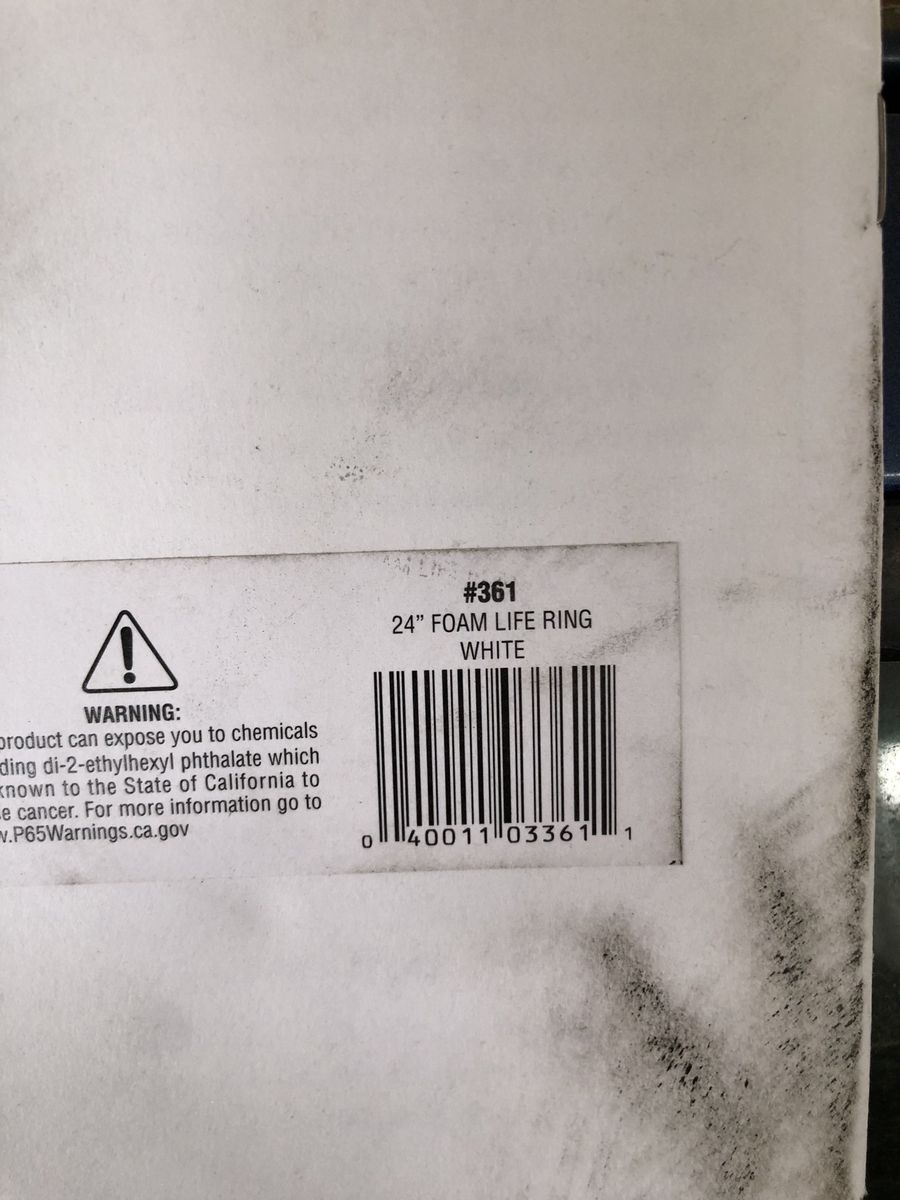 #361
24” FOAM LIFE RING
WHITE
WARNING:
product can expose you to chemicals
ding di-2-ethylhexyl phthalate which
known to the State of California to
e cancer. For more information go to
w.P65Warnings.ca.gov
0 40011 03361 1